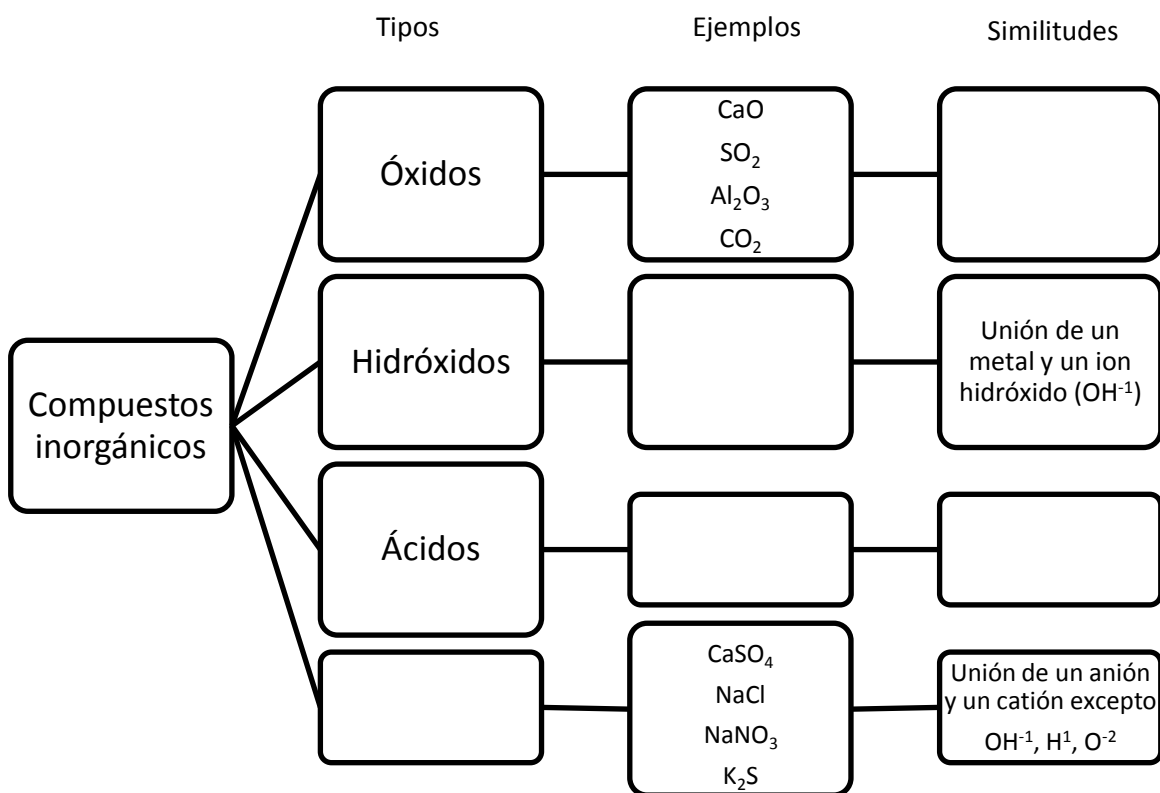 Tipos
Ejemplos
Similitudes
Óxidos
CaO
SO₂
Al₂O₃
CO₂
Hidróxidos
Unión de un
metal y un ion
hidróxido (OH⁻¹)
Compuestos
inorgánicos
Ácidos
CaSO₄
NaCl
NaNO₃
K₂S
Unión de un anión
y un catión excepto
OH⁻¹, H¹, O⁻²